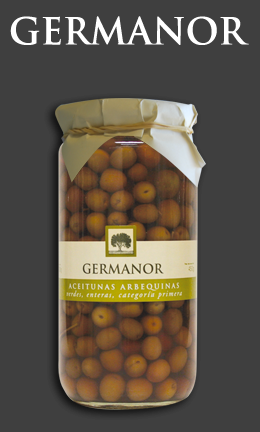 GERMANOR
GERMANOR
ACEITUNAS ARBEQUINAS
verdes, enteras, categoría primera